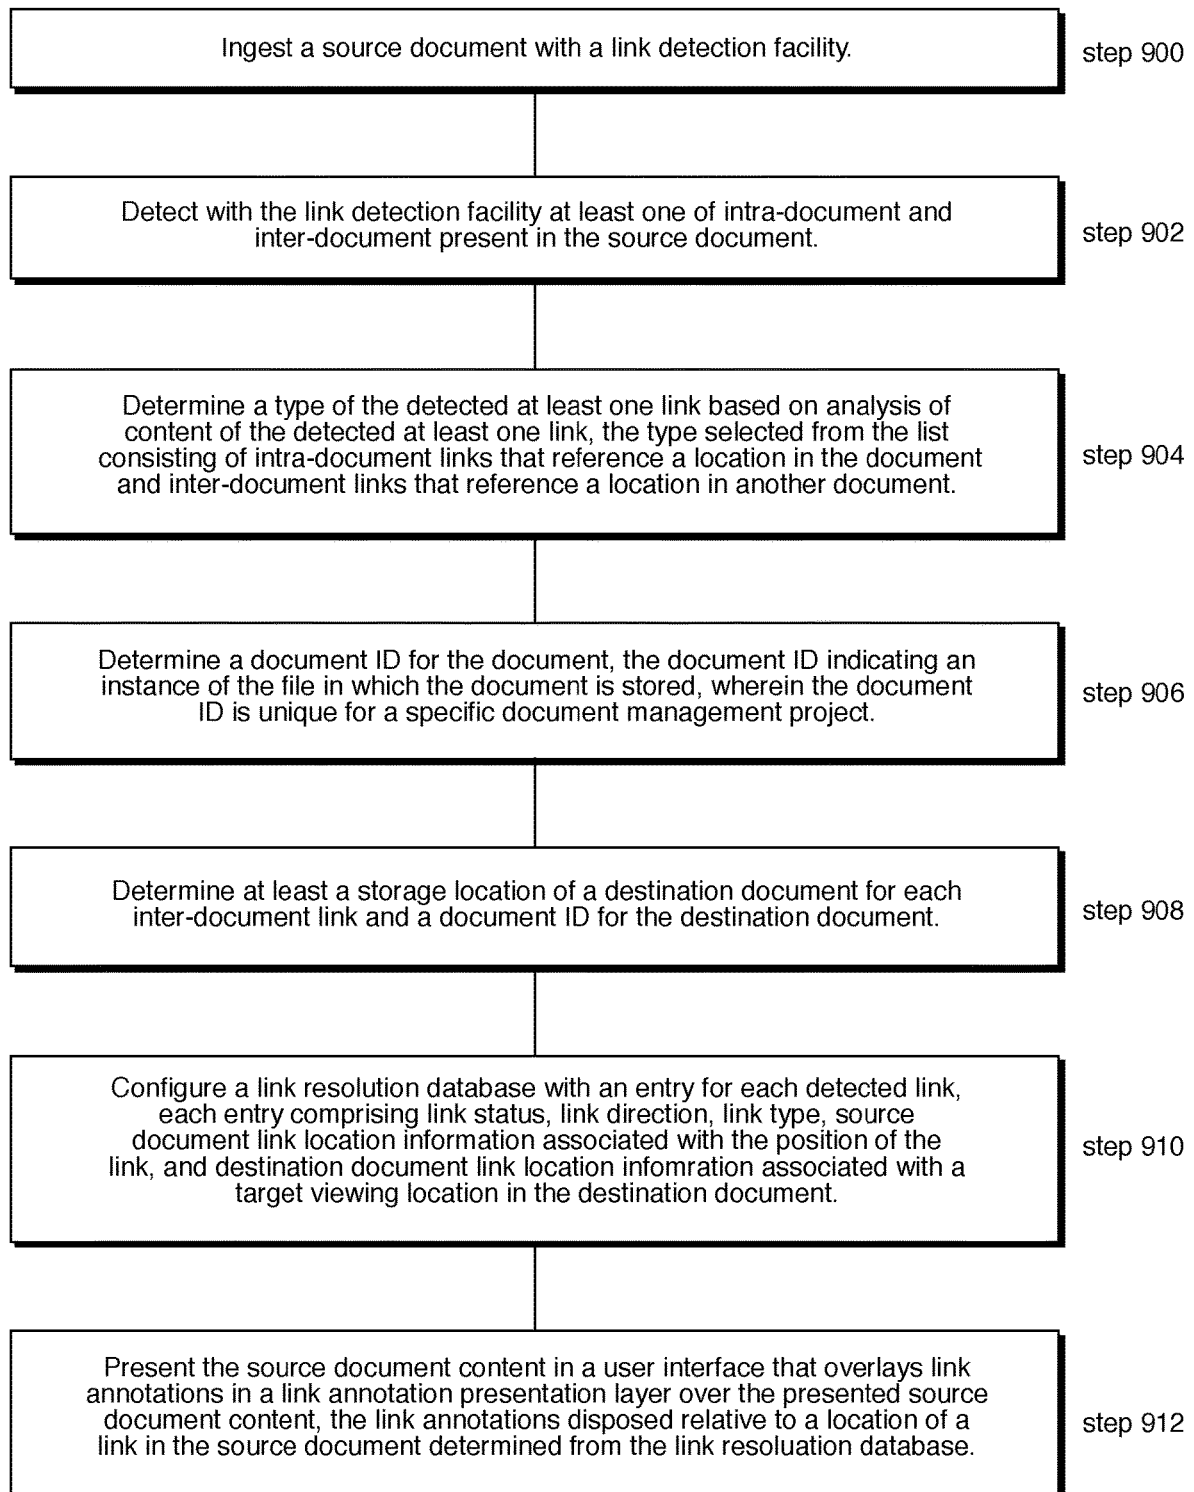 Ingest a source document with a link detection facility.
step 900
Detect with the link detection facility at least one of intra-document and
inter-document present in the source document.
step 902
Determine a type of the detected at least one link based on analysis of
content of the detected at least one link, the type selected from the list
consisting of intra-document links that reference a location in the document
and inter-document links that reference a location in another document.
step 904
Determine a document ID for the document, the document ID indicating an
instance of the file in which the document is stored, wherein the document
ID is unique for a specific document management project.
step 906
Determine at least a storage location of a destination document for each
inter-document link and a document ID for the destination document.
step 908
Configure a link resolution database with an entry for each detected link,
each entry comprising link status, link direction, link type, source
document link location information associated with the position of the
link, and destination document link location infomration associated with a
target viewing location in the destination document.
step 910
Present the source document content in a user interface that overlays link
annotations in a link annotation presentation layer over the presented source
document content, the link annotations disposed relative to a location of a
link in the source document determined from the link resoluation database.
step 912